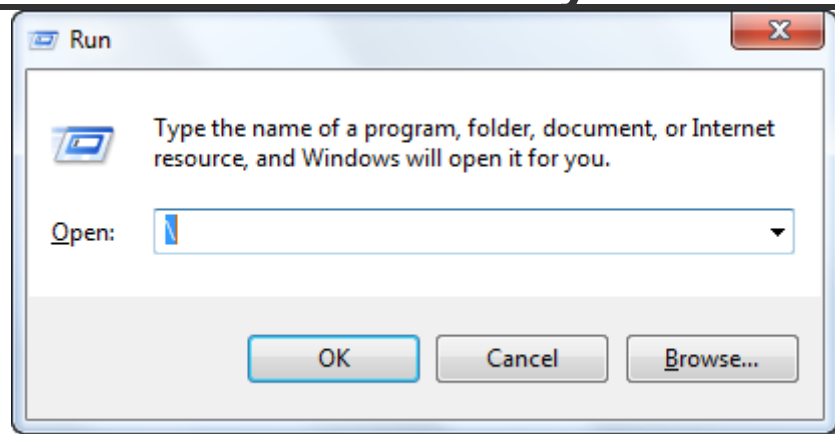 Run
Type the name of a program, folder, document, or Internet
resource, and Windows will open it for you.
Open: \
OK Cancel Browse...